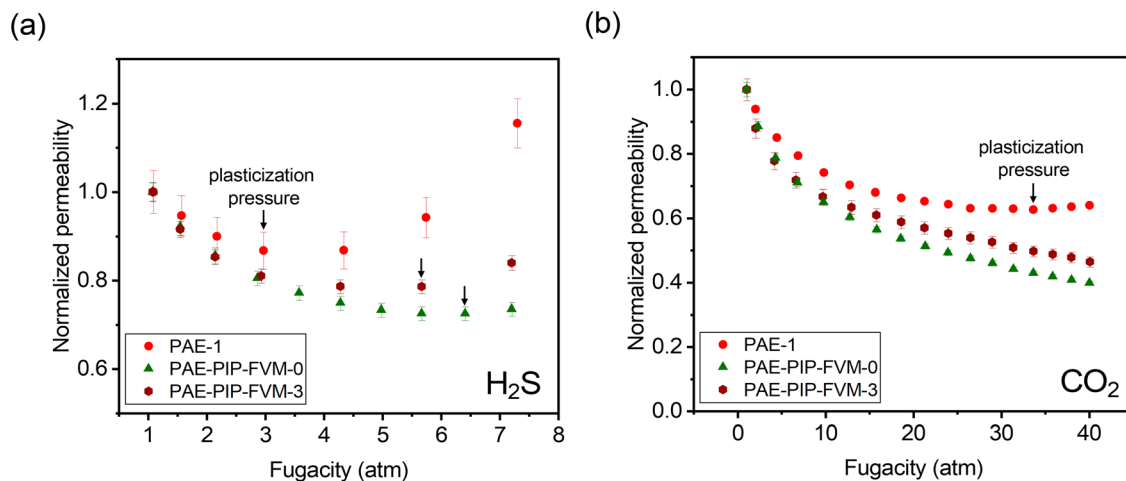 (a)
Normalized permeability
1.2
1.0
0.8
0.6
plasticization
pressure
PAE-1
PAE-PIP-FVM-0
PAE-PIP-FVM-3
H₂S
1 2 3 4 5 6 7 8
Fugacity (atm)
(b)
Normalized permeability
1.0
0.8
0.6
0.4
0.2
0.0
plasticization
pressure
PAE-1
PAE-PIP-FVM-0
PAE-PIP-FVM-3
CO₂
0 10 20 30 40
Fugacity (atm)